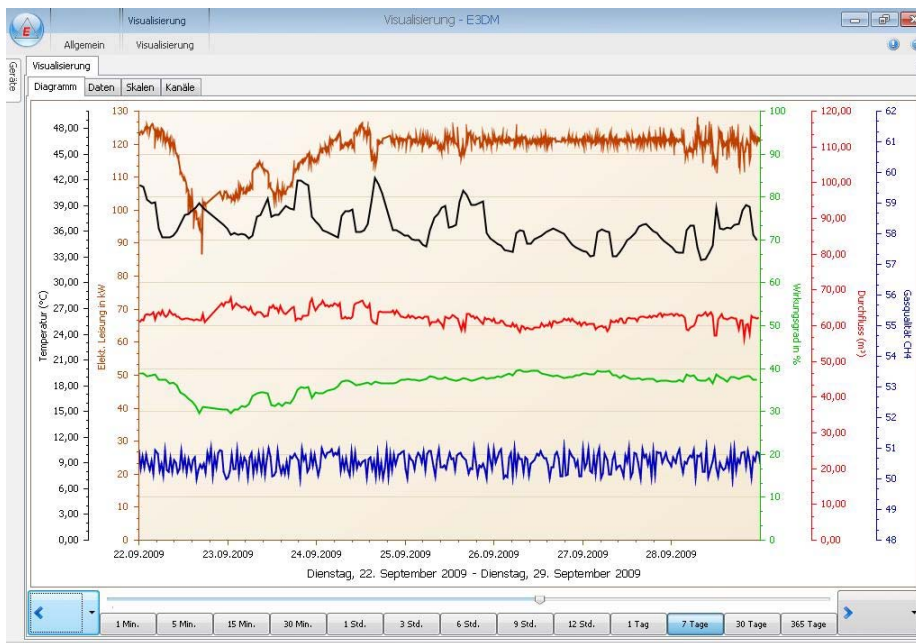 Visualisierung
Visualisierung - E3DM
Allgemein
Visualisierung
Geräte
Visualisierung
Diagramm
Daten
Skalen
Kanäle
Temperatur (°C)
48,00
45,00
42,00
39,00
36,00
33,00
30,00
27,00
24,00
21,00
18,00
15,00
12,00
9,00
6,00
3,00
0,00
Elekt. Leisung in kW
130
120
110
100
90
80
70
60
50
40
30
20
10
0
Wirkungsgrad in %
100
90
80
70
60
50
40
30
20
10
0
Durchfluss (m³)
120,00
110,00
100,00
90,00
80,00
70,00
60,00
50,00
40,00
30,00
20,00
10,00
0,00
Gasqualität CH4
62
61
60
59
58
57
56
55
54
53
52
51
50
49
48
22.09.2009
23.09.2009
24.09.2009
25.09.2009
26.09.2009
27.09.2009
28.09.2009
Dienstag, 22. September 2009 - Dienstag, 29. September 2009
1 Min.
5 Min.
15 Min.
30 Min.
1 Std.
3 Std.
6 Std.
9 Std.
12 Std.
1 Tag
7 Tage
30 Tage
365 Tage